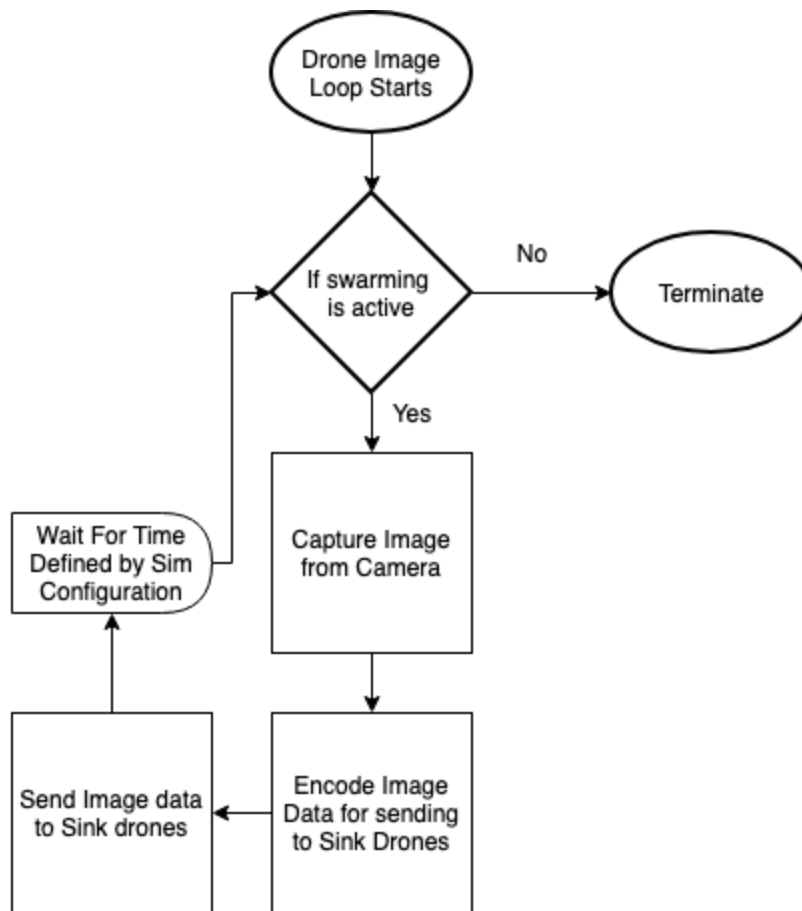 Drone Image
Loop Starts
If swarming
is active
No
Terminate
Yes
Capture Image
from Camera
Wait For Time
Defined by Sim
Configuration
Encode Image
Data for sending
to Sink Drones
Send Image data
to Sink drones